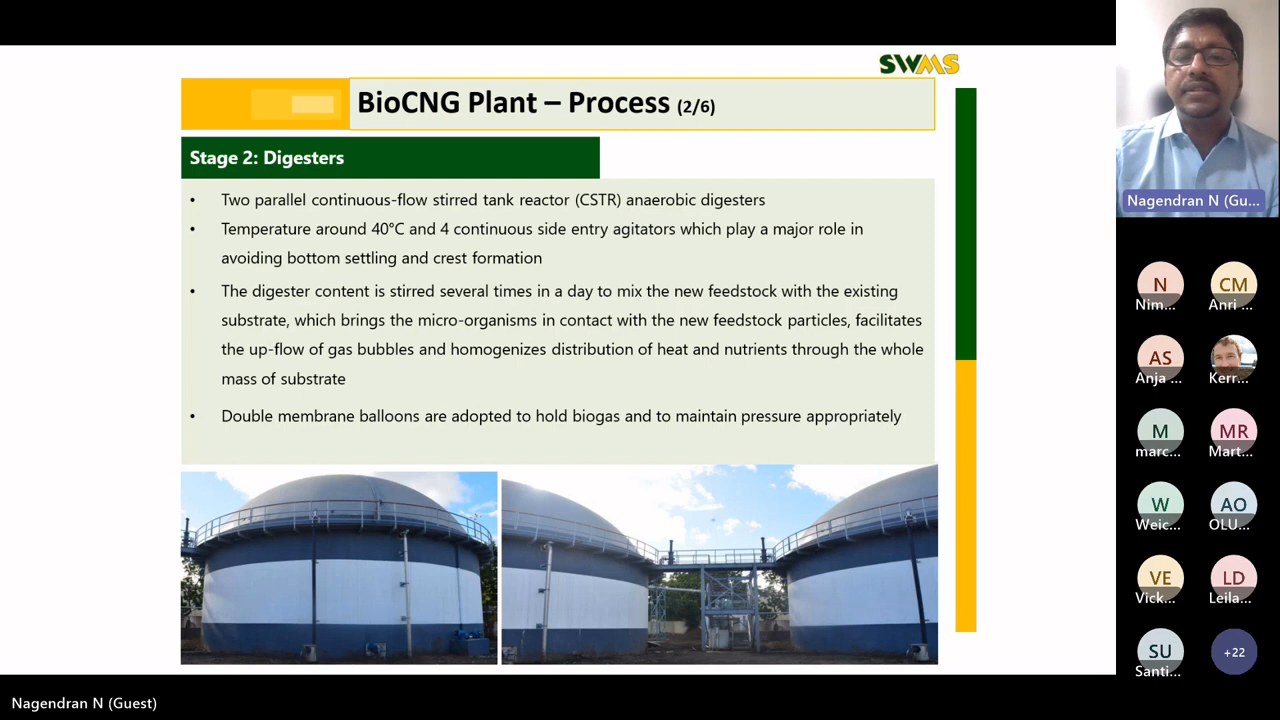 SWMS
BioCNG Plant – Process (2/6)
Stage 2: Digesters
• Two parallel continuous-flow stirred tank reactor (CSTR) anaerobic digesters
• Temperature around 40°C and 4 continuous side entry agitators which play a major role in
avoiding bottom settling and crest formation
• The digester content is stirred several times in a day to mix the new feedstock with the existing
substrate, which brings the micro-organisms in contact with the new feedstock particles, facilitates
the up-flow of gas bubbles and homogenizes distribution of heat and nutrients through the whole
mass of substrate
• Double membrane balloons are adopted to hold biogas and to maintain pressure appropriately
Nagendran N (Gu...
N
CM
Nim...
Anri ...
AS
Anja ...
Kerr...
M
MR
marc...
Mart...
W
AO
Weic...
OLU...
VE
LD
Vick...
Leila...
SU
+22
Santi...
Nagendran N (Guest)